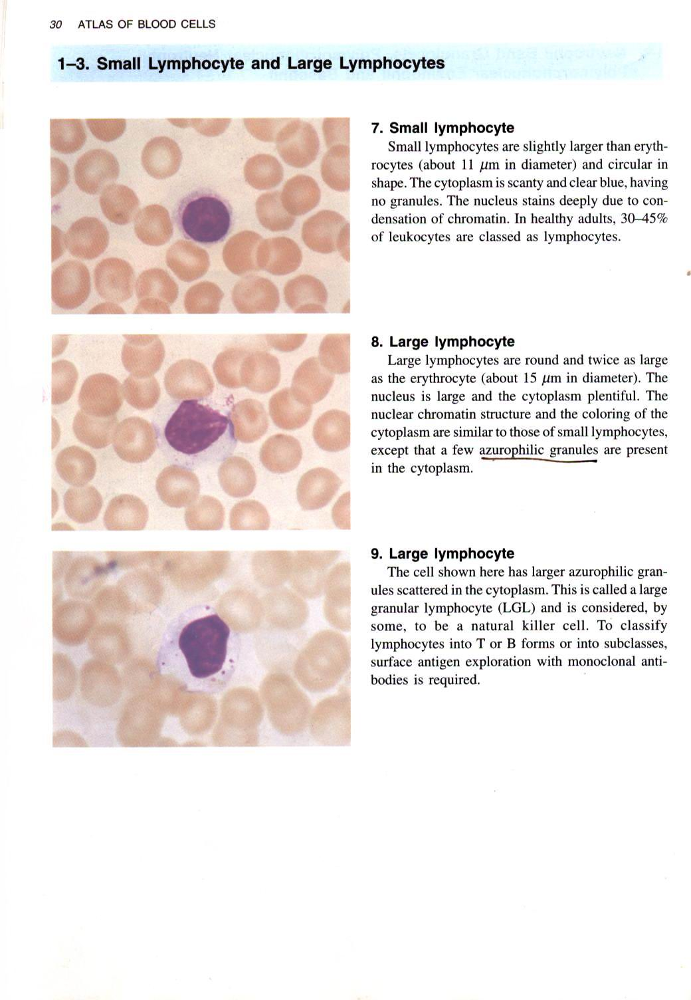 30 ATLAS OF BLOOD CELLS
1–3. Small Lymphocyte and Large Lymphocytes
7. Small lymphocyte
Small lymphocytes are slightly larger than eryth-
rocytes (about 11 μm in diameter) and circular in
shape. The cytoplasm is scanty and clear blue, having
no granules. The nucleus stains deeply due to con-
densation of chromatin. In healthy adults, 30–45%
of leukocytes are classed as lymphocytes.
8. Large lymphocyte
Large lymphocytes are round and twice as large
as the erythrocyte (about 15 μm in diameter). The
nucleus is large and the cytoplasm plentiful. The
nuclear chromatin structure and the coloring of the
cytoplasm are similar to those of small lymphocytes,
except that a few azurophilic granules are present
in the cytoplasm.
9. Large lymphocyte
The cell shown here has larger azurophilic gran-
ules scattered in the cytoplasm. This is called a large
granular lymphocyte (LGL) and is considered, by
some, to be a natural killer cell. To classify
lymphocytes into T or B forms or into subclasses,
surface antigen exploration with monoclonal anti-
bodies is required.